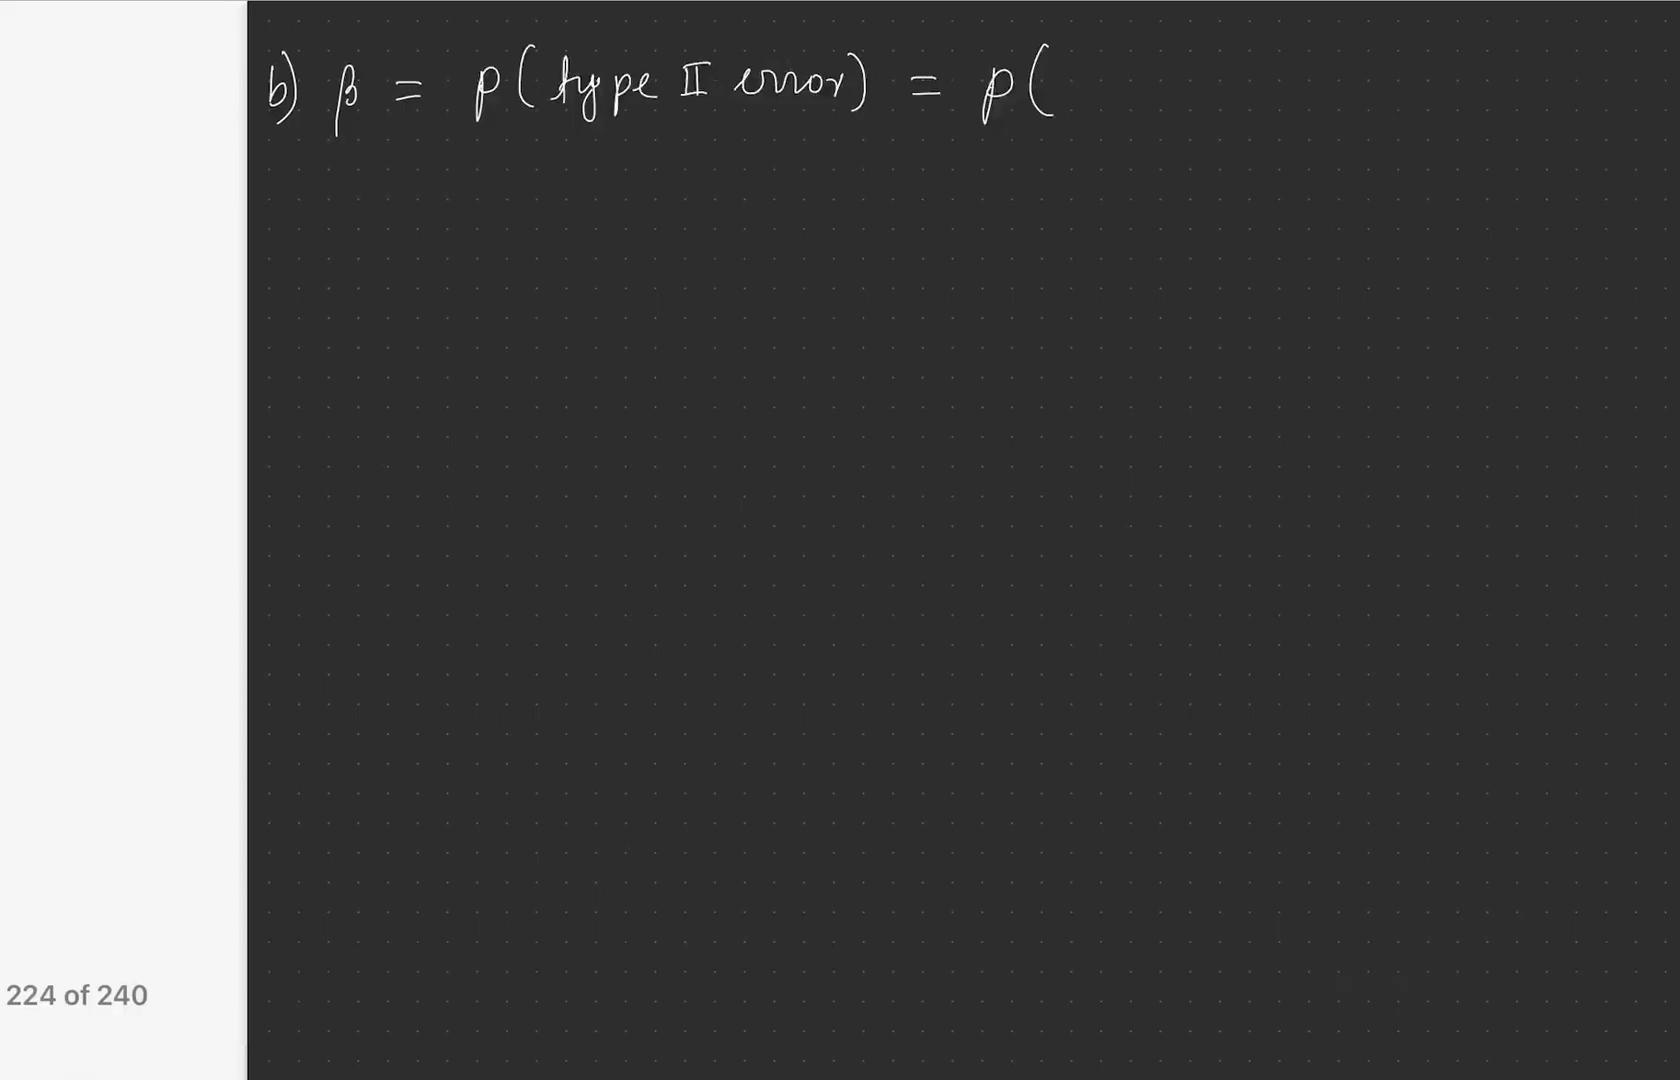 b) β = p(type II error) = p(
224 of 240